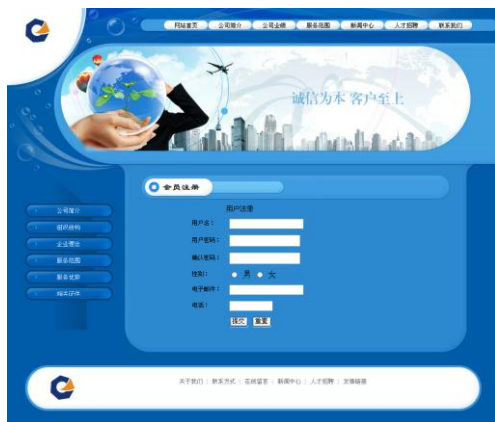 网站首页 公司简介 公司业绩 服务范围 新闻中心 人才招聘 联系我们
诚信为本 客户至上
会员注册
用户注册
公司简介
用户名：
组织结构
用户密码：
企业理念
确认密码：
服务范围
性别： 男 女
服务优势
电子邮件：
相关证件
电话：
提交 重置
关于我们 | 联系方式 | 在线留言 | 新闻中心 | 人才招聘 | 友情链接